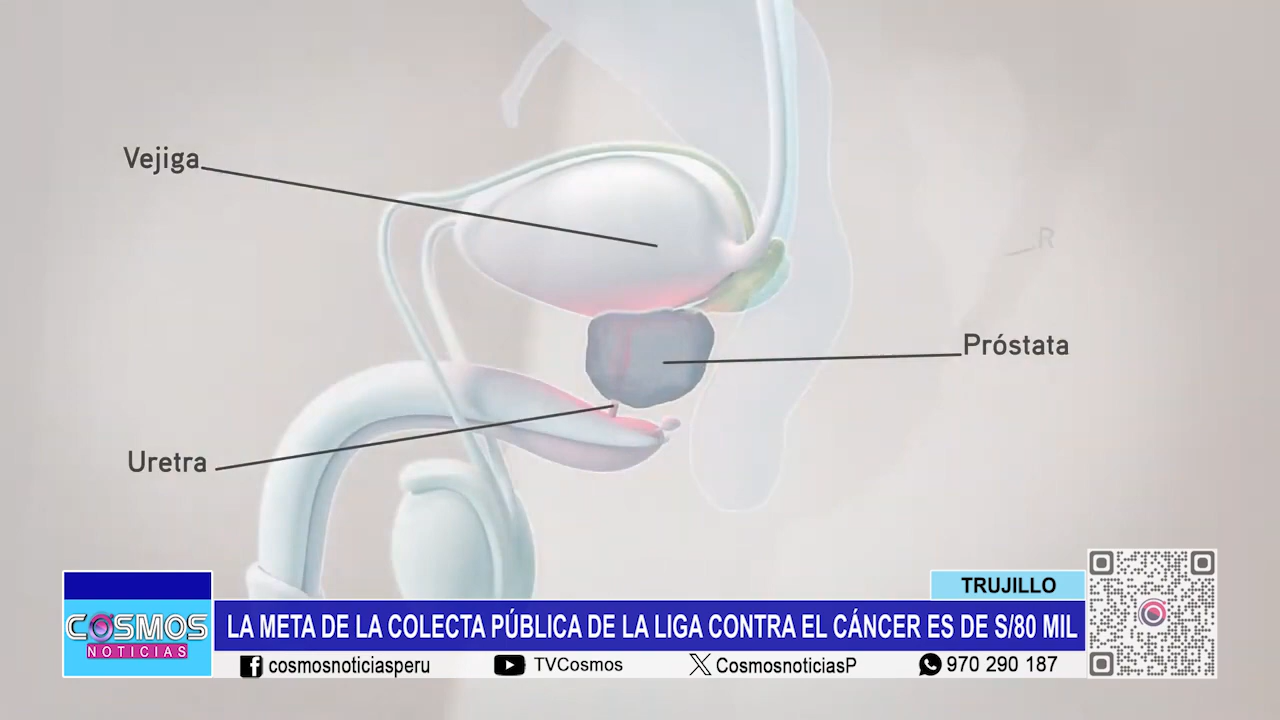 Vejiga
R
Próstata
Uretra
TRUJILLO
COSMOS
NOTICIAS
LA META DE LA COLECTA PÚBLICA DE LA LIGA CONTRA EL CÁNCER ES DE S/80 MIL
cosmosnoticiasperu
TVCosmos
CosmosnoticiasP
970 290 187